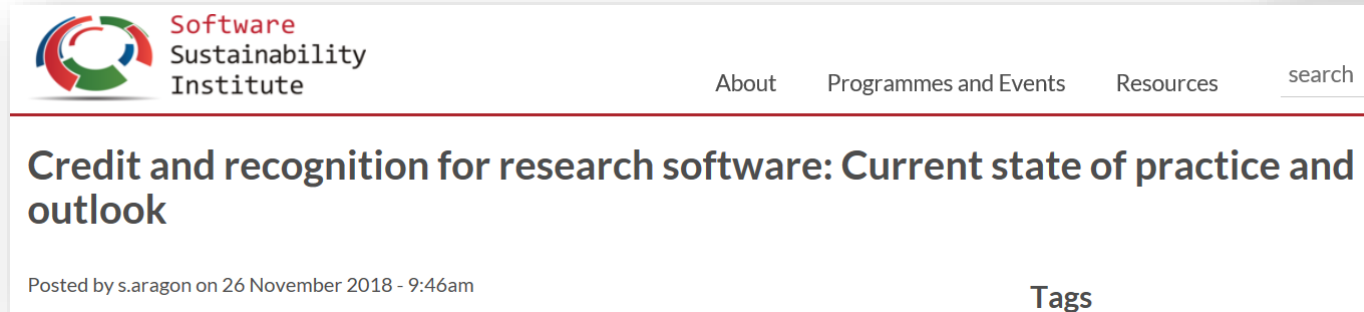 Software
Sustainability
Institute
About Programmes and Events Resources search
Credit and recognition for research software: Current state of practice and
outlook
Posted by s.aragon on 26 November 2018 - 9:46am
Tags